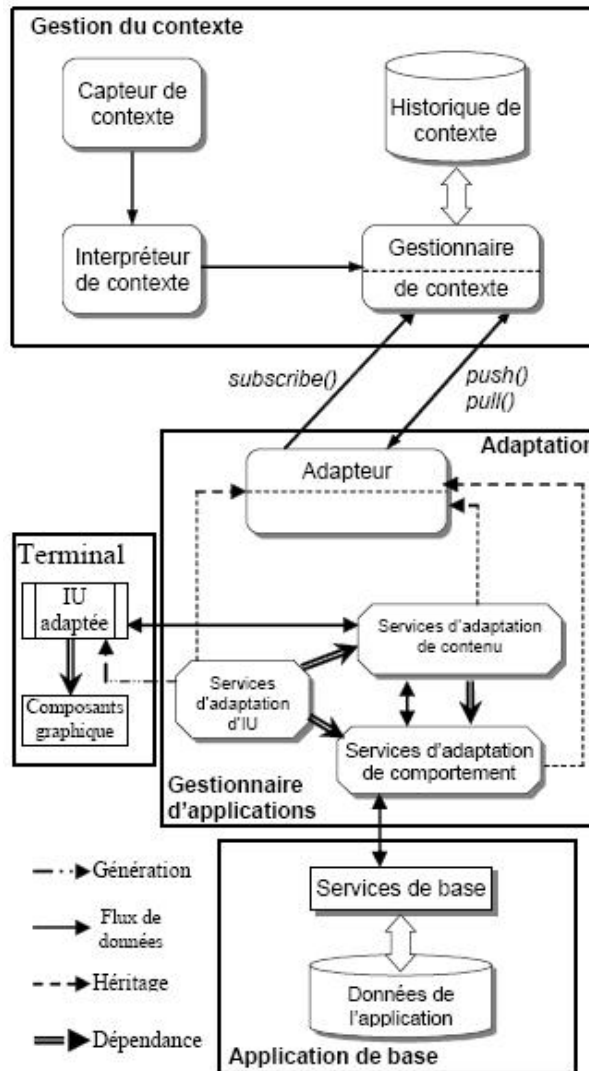 Gestion du contexte
Capteur de
contexte
Historique de
contexte
Interpréteur
de contexte
Gestionnaire
de contexte
subscribe()
push()
pull()
Adaptation
Adapteur
Terminal
IU
adaptée
Composants
graphique
Services d'adaptation
de contenu
Services
d'adaptation
d'IU
Services d'adaptation
de comportement
Gestionnaire
d'applications
Génération
Flux de
données
Héritage
Dépendance
Services de base
Données de
l'application
Application de base